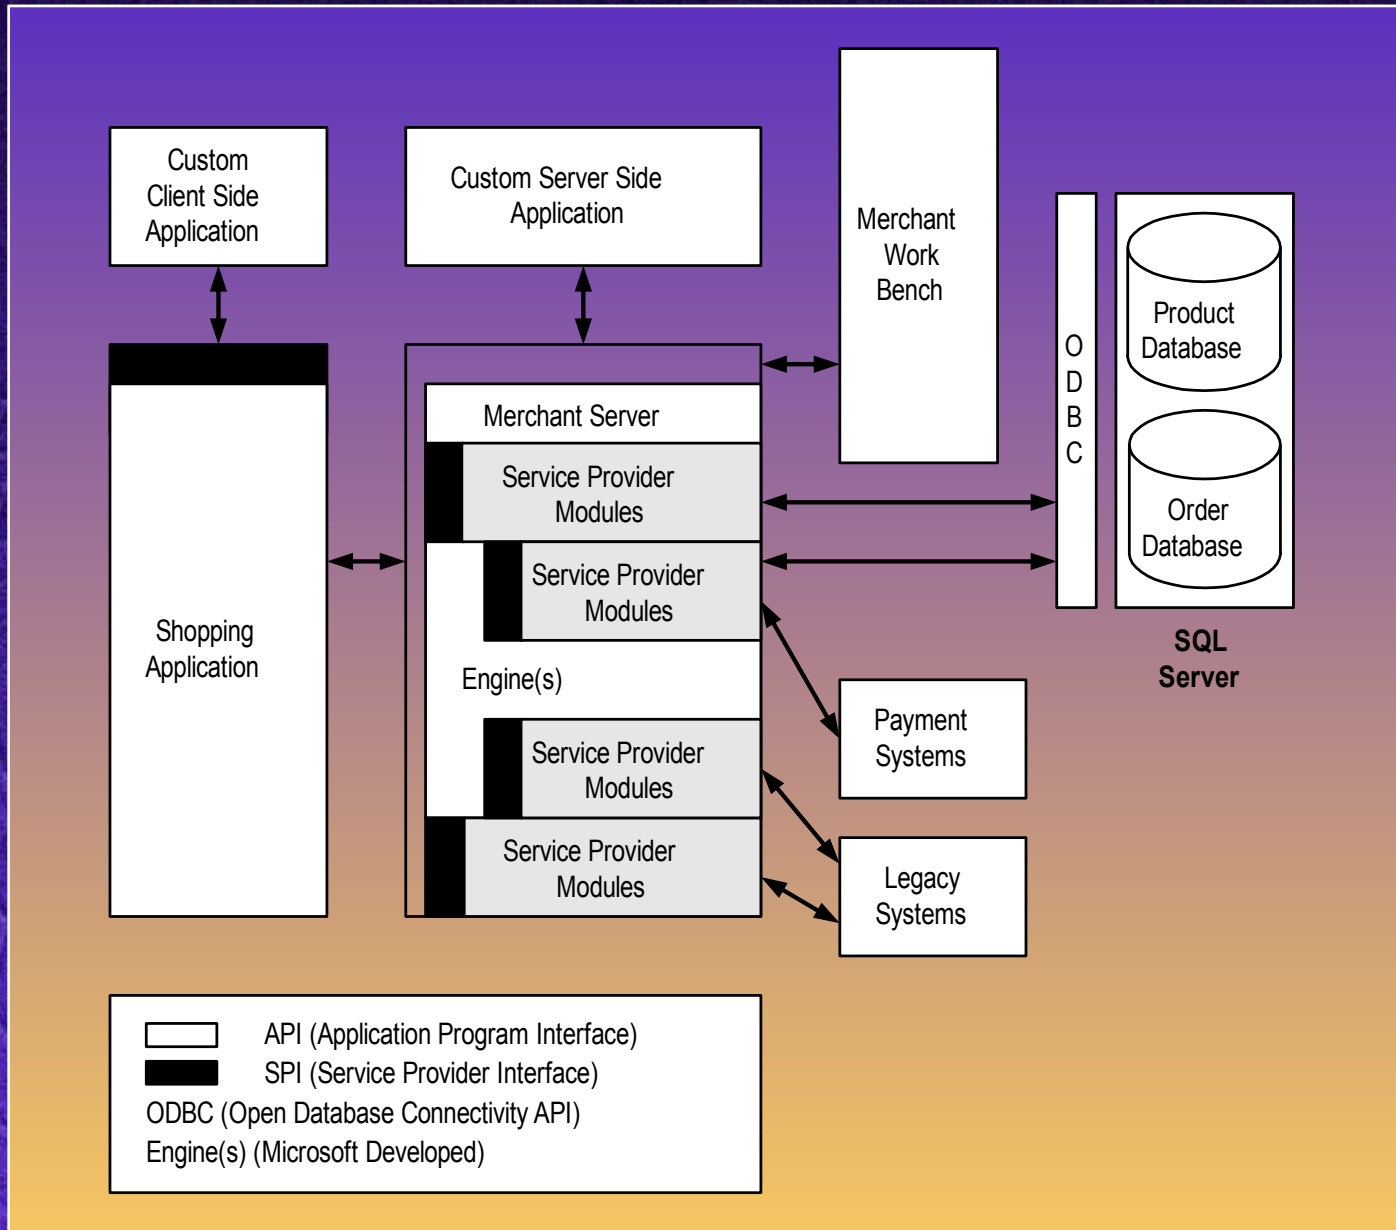 Custom
Client Side
Application
Custom Server Side
Application
Merchant
Work
Bench
O
D
B
C
Product
Database
Order
Database
SQL
Server
Shopping
Application
Merchant Server
Service Provider
Modules
Service Provider
Modules
Engine(s)
Service Provider
Modules
Service Provider
Modules
Payment
Systems
Legacy
Systems
API (Application Program Interface)
SPI (Service Provider Interface)
ODBC (Open Database Connectivity API)
Engine(s) (Microsoft Developed)